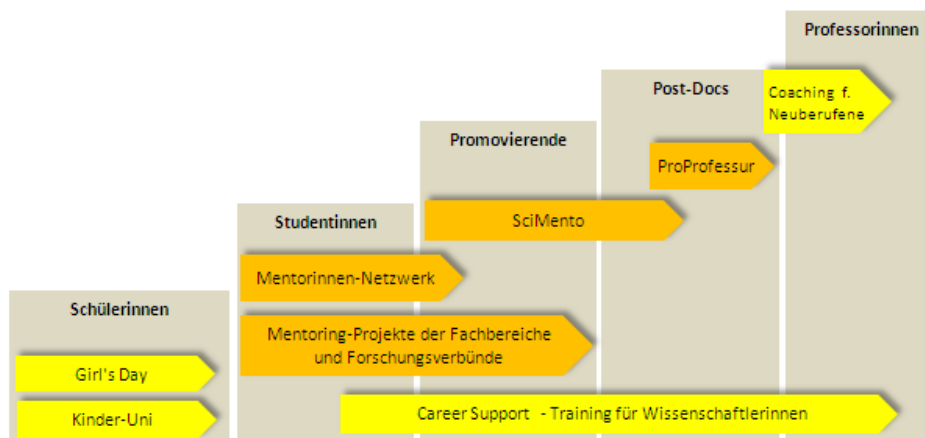 Professorinnen
Post-Docs
Coaching f.
Neuberufene
Promovierende
ProProfessur
Studentinnen
SciMento
Mentorinnen-Netzwerk
Schülerinnen
Mentoring-Projekte der Fachbereiche
und Forschungsverbünde
Girl's Day
Kinder-Uni
Career Support - Training für Wissenschaftlerinnen